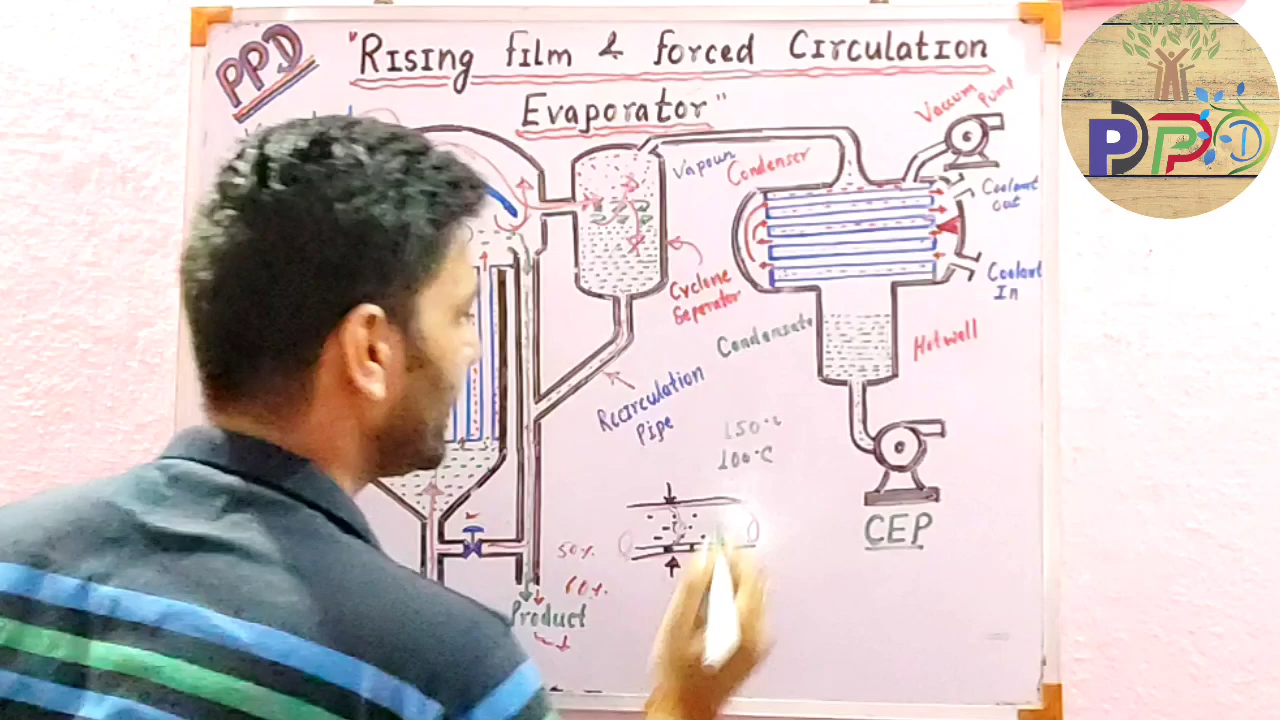 PPD
"Rising film & forced Circulation
Evaporator"
Vacuum Pump
PPD
Vapour
Condenser
Coolant
out
Cyclone
Seperator
Coolant
In
Condensate
Hotwell
Recirculation
Pipe
150°C
100°C
50%
60%
Product
CEP